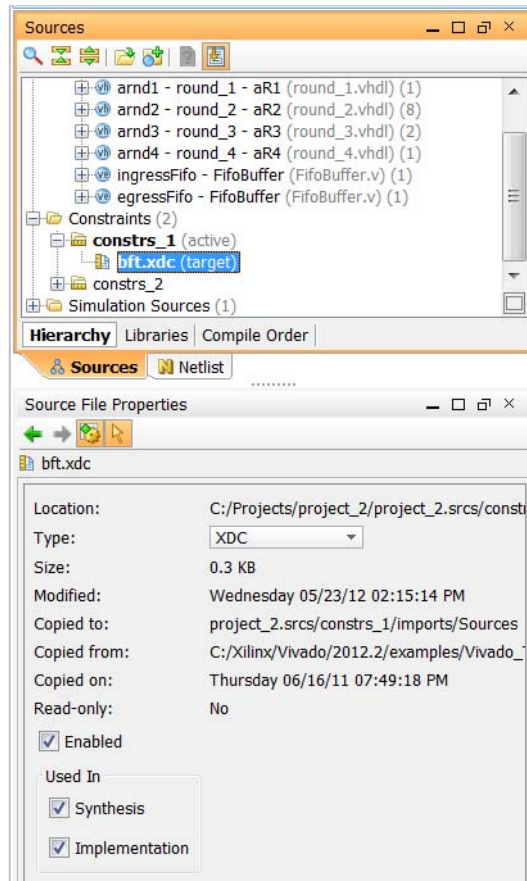 Sources
arnd1 - round_1 - aR1 (round_1.vhdl) (1)
arnd2 - round_2 - aR2 (round_2.vhdl) (8)
arnd3 - round_3 - aR3 (round_3.vhdl) (2)
arnd4 - round_4 - aR4 (round_4.vhdl) (1)
ingressFifo - FifoBuffer (FifoBuffer.v) (1)
egressFifo - FifoBuffer (FifoBuffer.v) (1)
Constraints (2)
constrs_1 (active)
bft.xdc (target)
constrs_2
Simulation Sources (1)
Hierarchy Libraries Compile Order
Sources Netlist
Source File Properties
bft.xdc
Location: C:/Projects/project_2/project_2.srcs/const
Type: XDC
Size: 0.3 KB
Modified: Wednesday 05/23/12 02:15:14 PM
Copied to: project_2.srcs/constrs_1/imports/Sources
Copied from: C:/Xilinx/Vivado/2012.2/examples/Vivado_
Copied on: Thursday 06/16/11 07:49:18 PM
Read-only: No
Enabled
Used In
Synthesis
Implementation